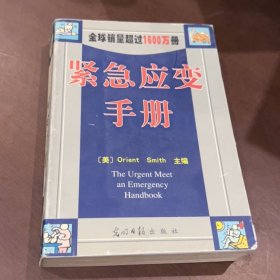 全球销量超过1600万册
紧急应变
手册
〔美〕Orient Smith 主编
The Urgent Meet
an Emergency
Handbook
光明日报出版社